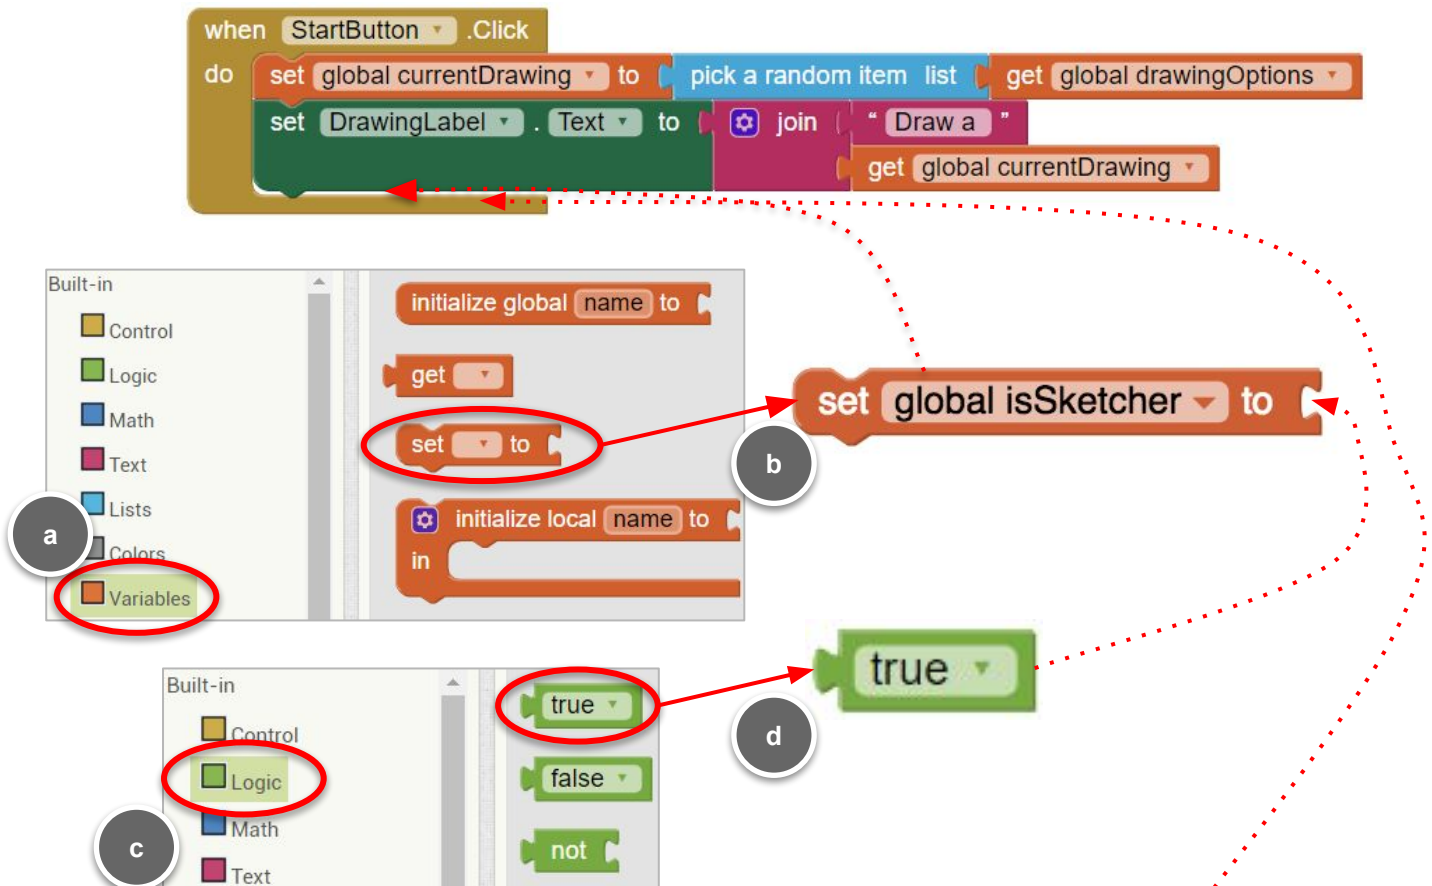 when StartButton .Click
do set global currentDrawing to pick a random item list get global drawingOptions
set DrawingLabel . Text to join " Draw a "
get global currentDrawing
Built-in
Control
Logic
Math
Text
Lists
Colors
Variables
a
initialize global name to
get
set to
initialize local name to
in
b
set global isSketcher to
Built-in
Control
Logic
Math
Text
c
true
false
not
d
true